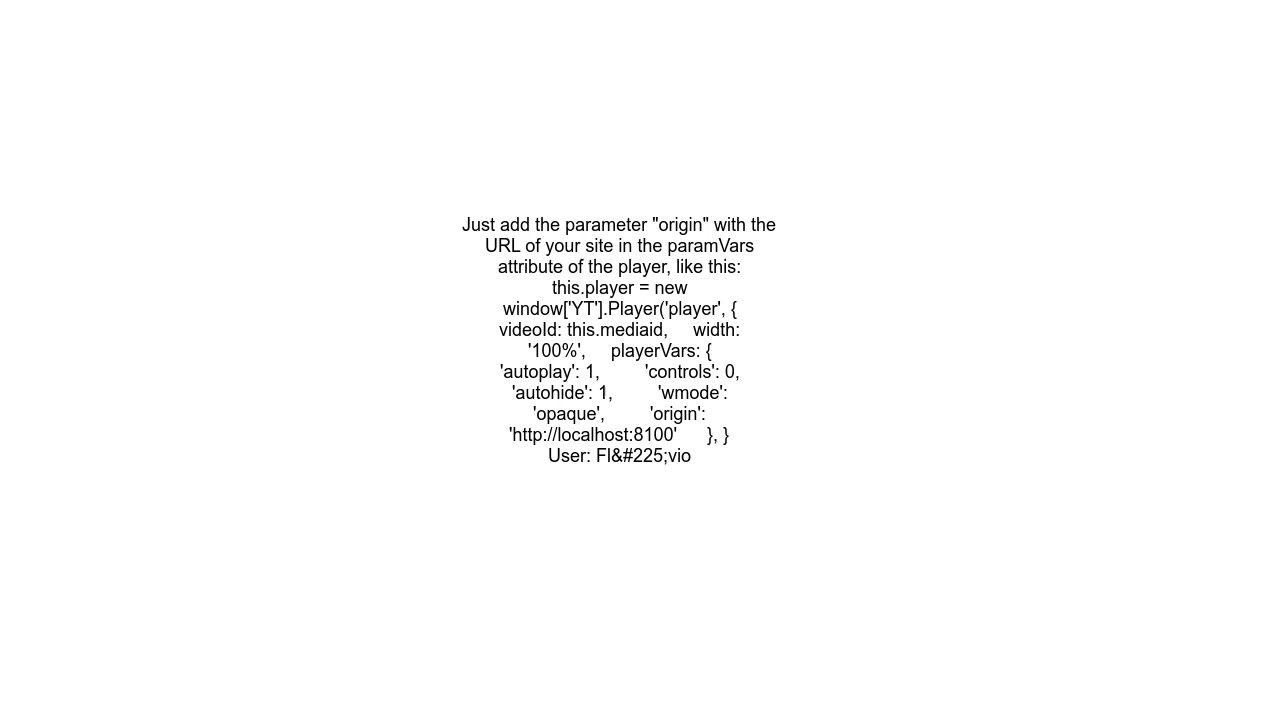 Just add the parameter "origin" with the
URL of your site in the paramVars
attribute of the player, like this:
this.player = new
window['YT'].Player('player', {
videoId: this.mediaid,     width:
'100%',     playerVars: {
'autoplay': 1,         'controls': 0,
'autohide': 1,         'wmode':
'opaque',         'origin':
'http://localhost:8100'      }, }
User: Fl&#225;vio